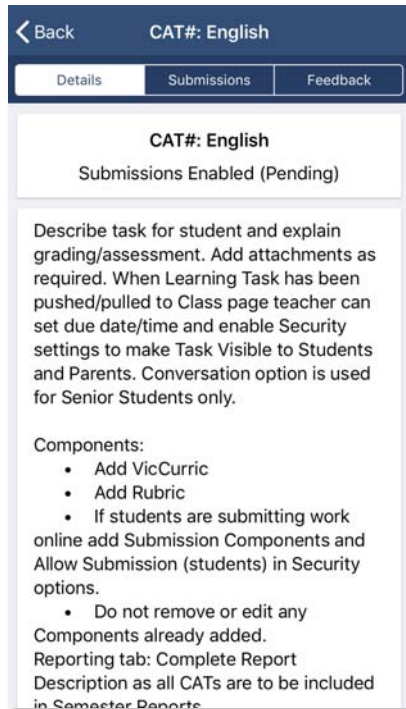 Back CAT#: English
Details Submissions Feedback
CAT#: English
Submissions Enabled (Pending)
Describe task for student and explain
grading/assessment. Add attachments as
required. When Learning Task has been
pushed/pulled to Class page teacher can
set due date/time and enable Security
settings to make Task Visible to Students
and Parents. Conversation option is used
for Senior Students only.
Components:
• Add VicCurric
• Add Rubric
• If students are submitting work
online add Submission Components and
Allow Submission (students) in Security
options.
• Do not remove or edit any
Components already added.
Reporting tab: Complete Report
Description as all CATs are to be included
in Semester Reports